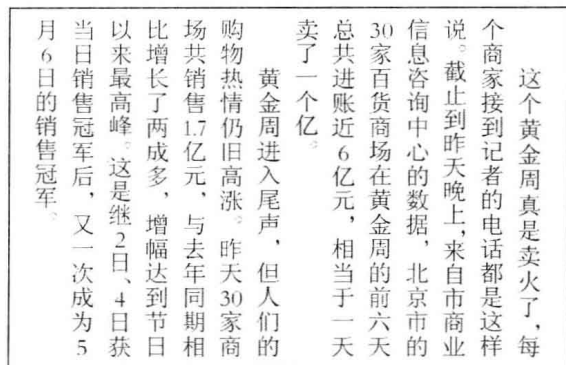 这个黄金周真是卖火了，每
个商家接到记者的电话都是这样
说。截止到昨天晚上，来自市商业
信息咨询中心的数据，北京市的
30家百货商场在黄金周的前六天
总共进账近6亿元，相当于一天
卖了一个亿。
黄金周进入尾声，但人们的
购物热情仍旧高涨。昨天30家商
场共销售1.7亿元，与去年同期相
比增长了两成多，增幅达到节日
以来最高峰。这是继2日、4日获
当日销售冠军后，又一次成为5
月6日的销售冠军。